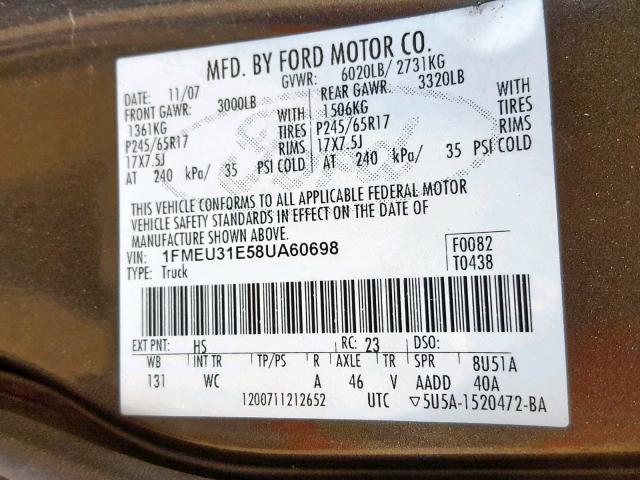 MFD. BY FORD MOTOR CO.
DATE: 11/07 GVWR: 6020LB/ 2731KG
FRONT GAWR: 3000LB REAR GAWR: 3320LB
1361KG WITH 1506KG WITH
P245/65R17 TIRES P245/65R17 TIRES
17X7.5J RIMS 17X7.5J RIMS
AT 240 kPa/ 35 PSI COLD AT 240 kPa/ 35 PSI COLD
THIS VEHICLE CONFORMS TO ALL APPLICABLE FEDERAL MOTOR
VEHICLE SAFETY STANDARDS IN EFFECT ON THE DATE OF
MANUFACTURE SHOWN ABOVE.
VIN: 1FMEU31E58UA60698 F0082
TYPE: Truck T0438
EXT PNT: HS RC: 23 DSO:
WB INT TR TP/PS R AXLE TR SPR 8U51A
131 WC A 46 V AADD 40A
1200711212652 UTC ▽5U5A-1520472-BA
Ford